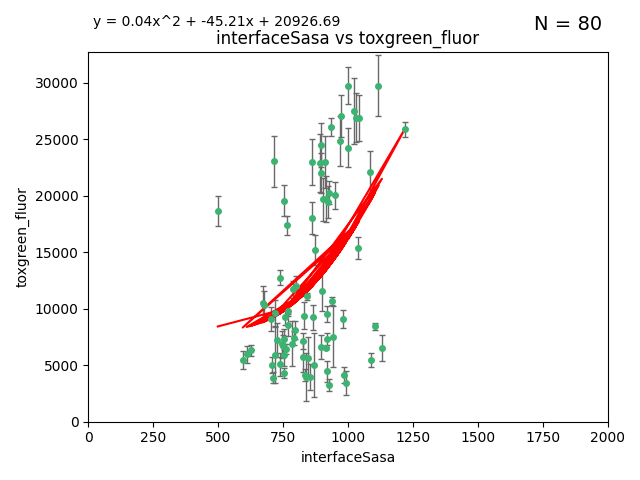 y = 0.04x^2 + -45.21x + 20926.69
N = 80
interfaceSasa vs toxgreen_fluor
toxgreen_fluor
30000
25000
20000
15000
10000
5000
0
0 250 500 750 1000 1250 1500 1750 2000
interfaceSasa